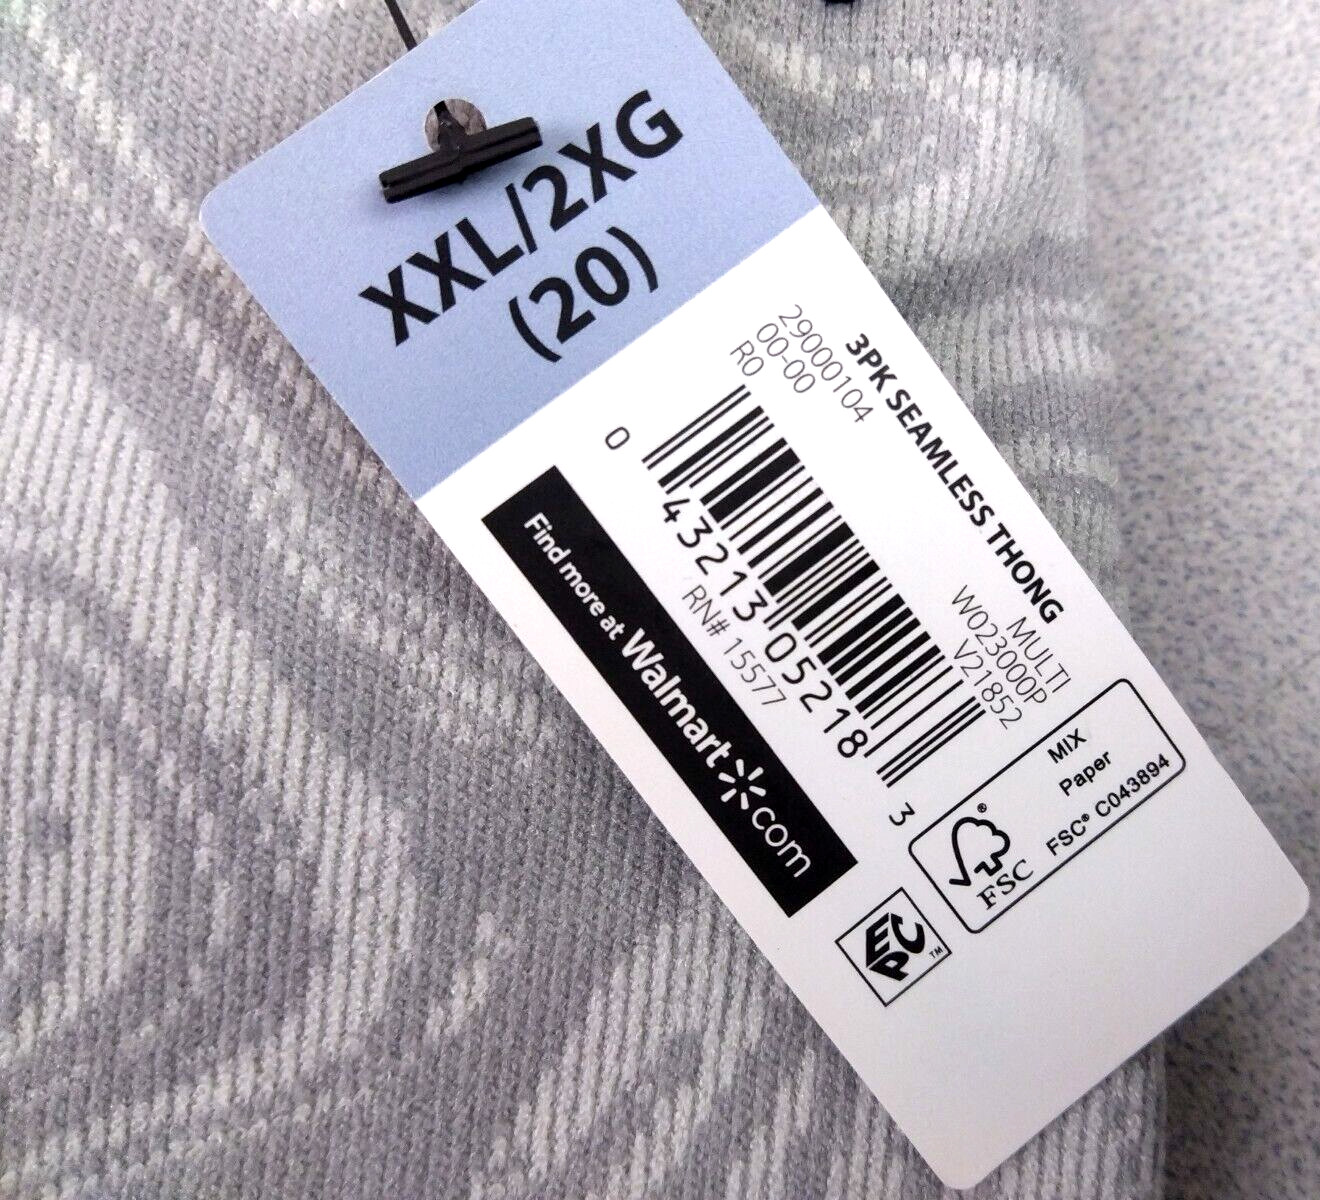 XXL/2XG
(20)
3PK SEAMLESS THONG
29000104
00-00
R0
MULTI
W023000P
V21852
0 43213 05218 3
RN# 15577
Find more at Walmart.com
MIX
Paper
FSC® C043894
FSC ®
EPC™